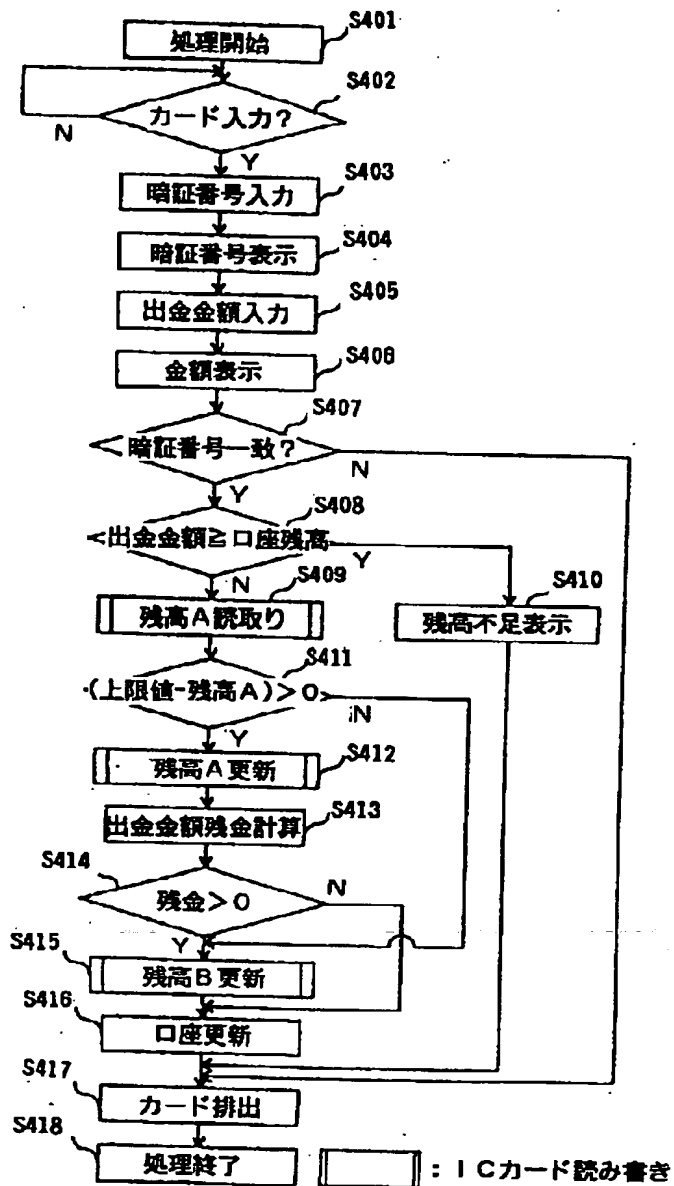 S401
処理開始
S402
カード入力？
N
Y
S403
暗証番号入力
S404
暗証番号表示
S405
出金金額入力
S406
金額表示
S407
暗証番号一致？
N
Y
S408
出金金額≧口座残高
Y
N
S409
残高A読取り
S410
残高不足表示
S411
(上限値-残高A)>0
N
Y
S412
残高A更新
S413
出金金額残金計算
S414
残金>0
N
Y
S415
残高B更新
S416
口座更新
S417
カード排出
S418
処理終了
：ICカード読み書き